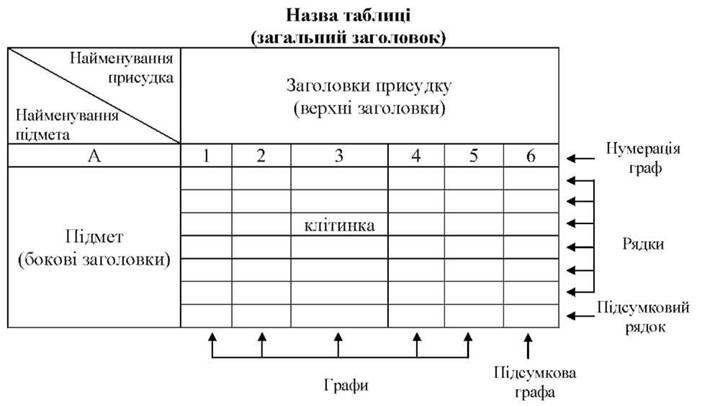 Назва таблиці
(загальний заголовок)
Найменування
присудка
Найменування
підмета
Заголовки присудку
(верхні заголовки)
А 1 2 3 4 5 6
Нумерація
граф
Підмет
(бокові заголовки)
клітинка
Рядки
Підсумковий
рядок
Графи
Підсумкова
графа